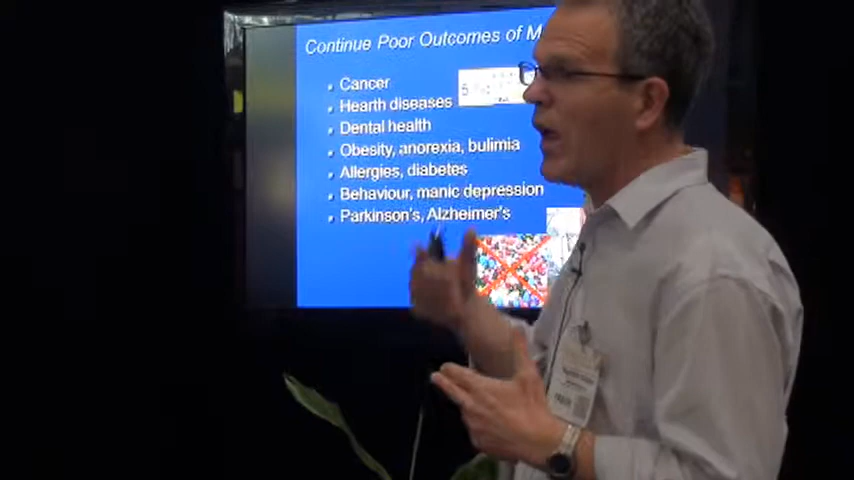 Continue Poor Outcomes of M
Cancer
Hearth diseases
Dental health
Obesity, anorexia, bulimia
Allergies, diabetes
Behaviour, manic depression
Parkinson's, Alzheimer's